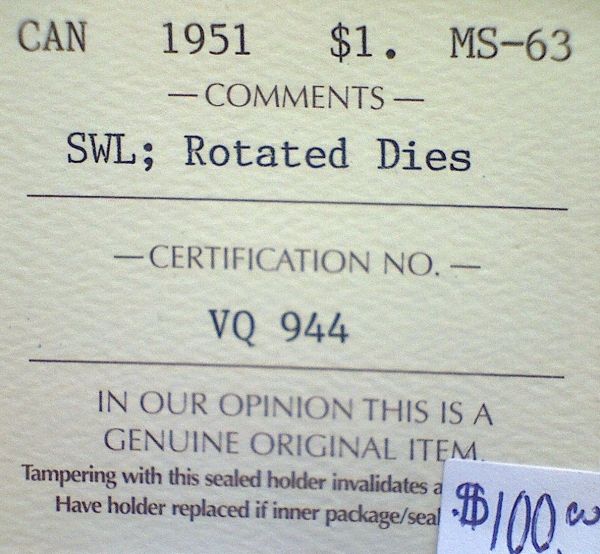 CAN 1951 $1. MS-63
— COMMENTS —
SWL; Rotated Dies
— CERTIFICATION NO. —
VQ 944
IN OUR OPINION THIS IS A
GENUINE ORIGINAL ITEM.
Tampering with this sealed holder invalidates
Have holder replaced if inner package/seal
$100.00